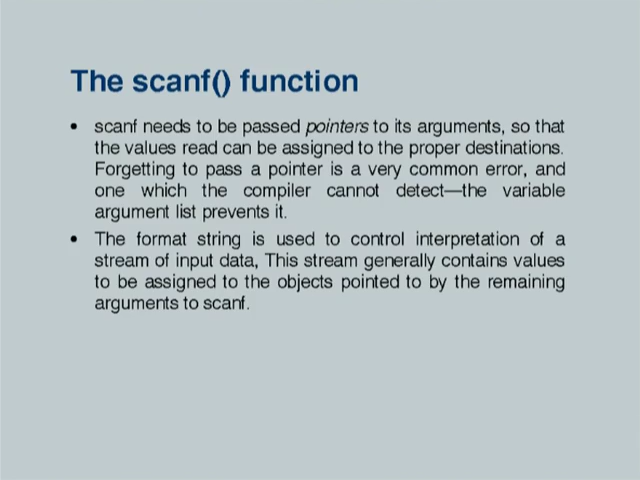 The scanf() function
• scanf needs to be passed pointers to its arguments, so that
the values read can be assigned to the proper destinations.
Forgetting to pass a pointer is a very common error, and
one which the compiler cannot detect—the variable
argument list prevents it.
• The format string is used to control interpretation of a
stream of input data, This stream generally contains values
to be assigned to the objects pointed to by the remaining
arguments to scanf.